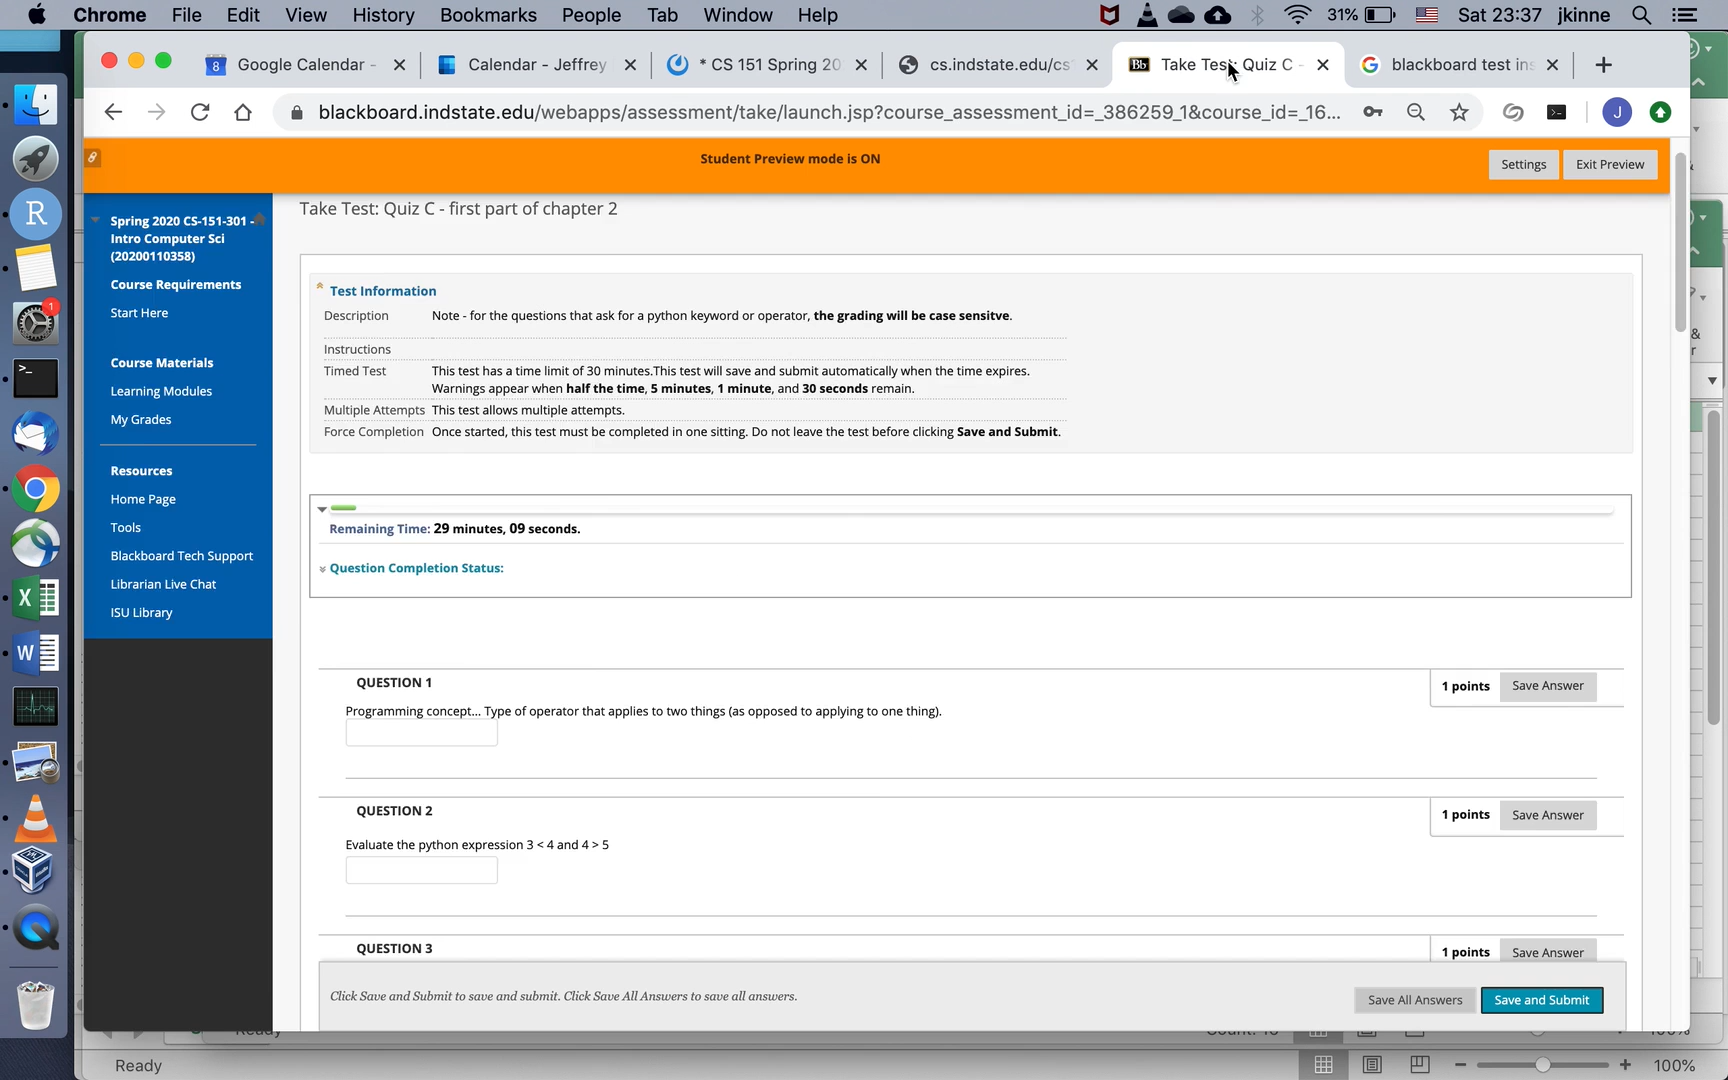 Chrome File Edit View History Bookmarks People Tab Window Help 31% Sat 23:37 jkinne
8 Google Calendar - Calendar - Jeffrey * CS 151 Spring 20 cs.indstate.edu/cs Bb Take Test: Quiz C - blackboard test ins
blackboard.indstate.edu/webapps/assessment/take/launch.jsp?course_assessment_id=_386259_1&course_id=_16... J
Student Preview mode is ON
Settings Exit Preview
Spring 2020 CS-151-301 -
Intro Computer Sci
(20200110358)
Course Requirements
Start Here
Course Materials
Learning Modules
My Grades
Resources
Home Page
Tools
Blackboard Tech Support
Librarian Live Chat
ISU Library
Take Test: Quiz C - first part of chapter 2
Test Information
Description Note - for the questions that ask for a python keyword or operator, the grading will be case sensitve.
Instructions
Timed Test This test has a time limit of 30 minutes.This test will save and submit automatically when the time expires.
Warnings appear when half the time, 5 minutes, 1 minute, and 30 seconds remain.
Multiple Attempts This test allows multiple attempts.
Force Completion Once started, this test must be completed in one sitting. Do not leave the test before clicking Save and Submit.
Remaining Time: 29 minutes, 09 seconds.
Question Completion Status:
QUESTION 1
1 points Save Answer
Programming concept... Type of operator that applies to two things (as opposed to applying to one thing).
QUESTION 2
1 points Save Answer
Evaluate the python expression 3 < 4 and 4 > 5
QUESTION 3
1 points Save Answer
Click Save and Submit to save and submit. Click Save All Answers to save all answers.
Save All Answers Save and Submit
Ready 100%